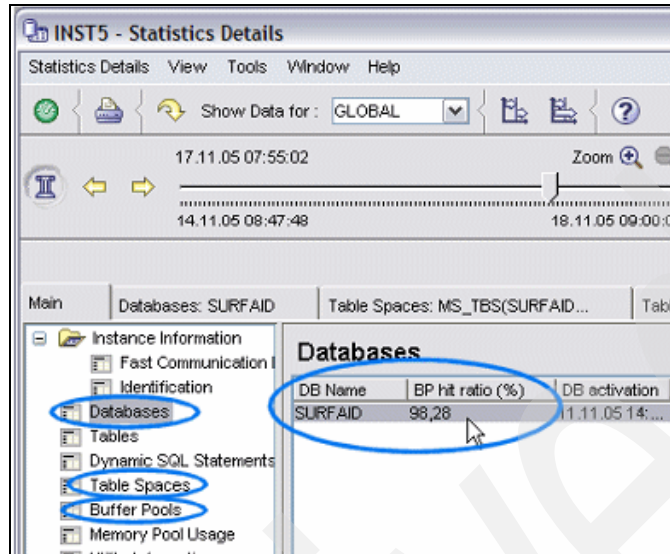 INST5 - Statistics Details
Statistics Details View Tools Window Help
Show Data for : GLOBAL
17.11.05 07:55:02 Zoom
14.11.05 08:47:48 18.11.05 09:00:0
Main Databases: SURFAID Table Spaces: MS_TBS(SURFAID... Tab
Instance Information
Fast Communication
Identification
Databases
Tables
Dynamic SQL Statements
Table Spaces
Buffer Pools
Memory Pool Usage
Databases
DB Name BP hit ratio (%) DB activation
SURFAID 98,28 11.11.05 14:...